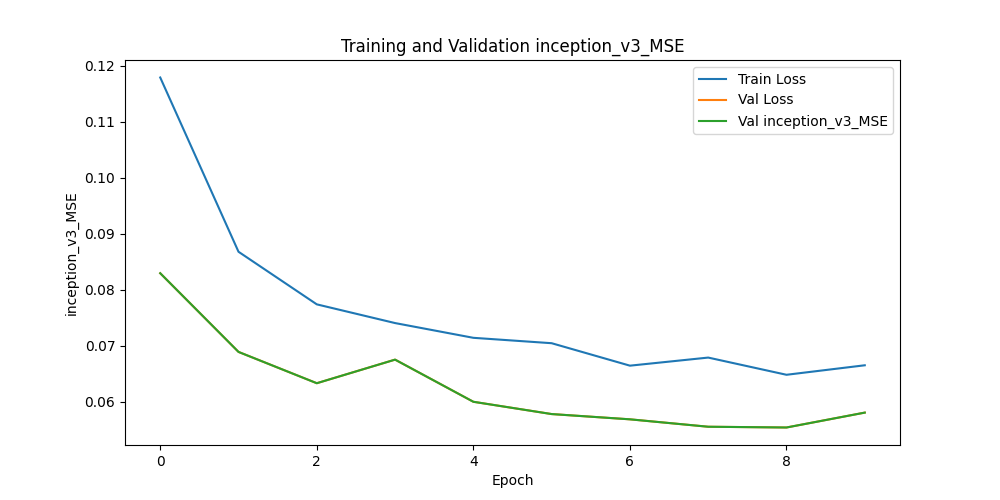 Training and Validation inception_v3_MSE
Train Loss
Val Loss
Val inception_v3_MSE
inception_v3_MSE
0.12
0.11
0.10
0.09
0.08
0.07
0.06
0
2
4
6
8
Epoch